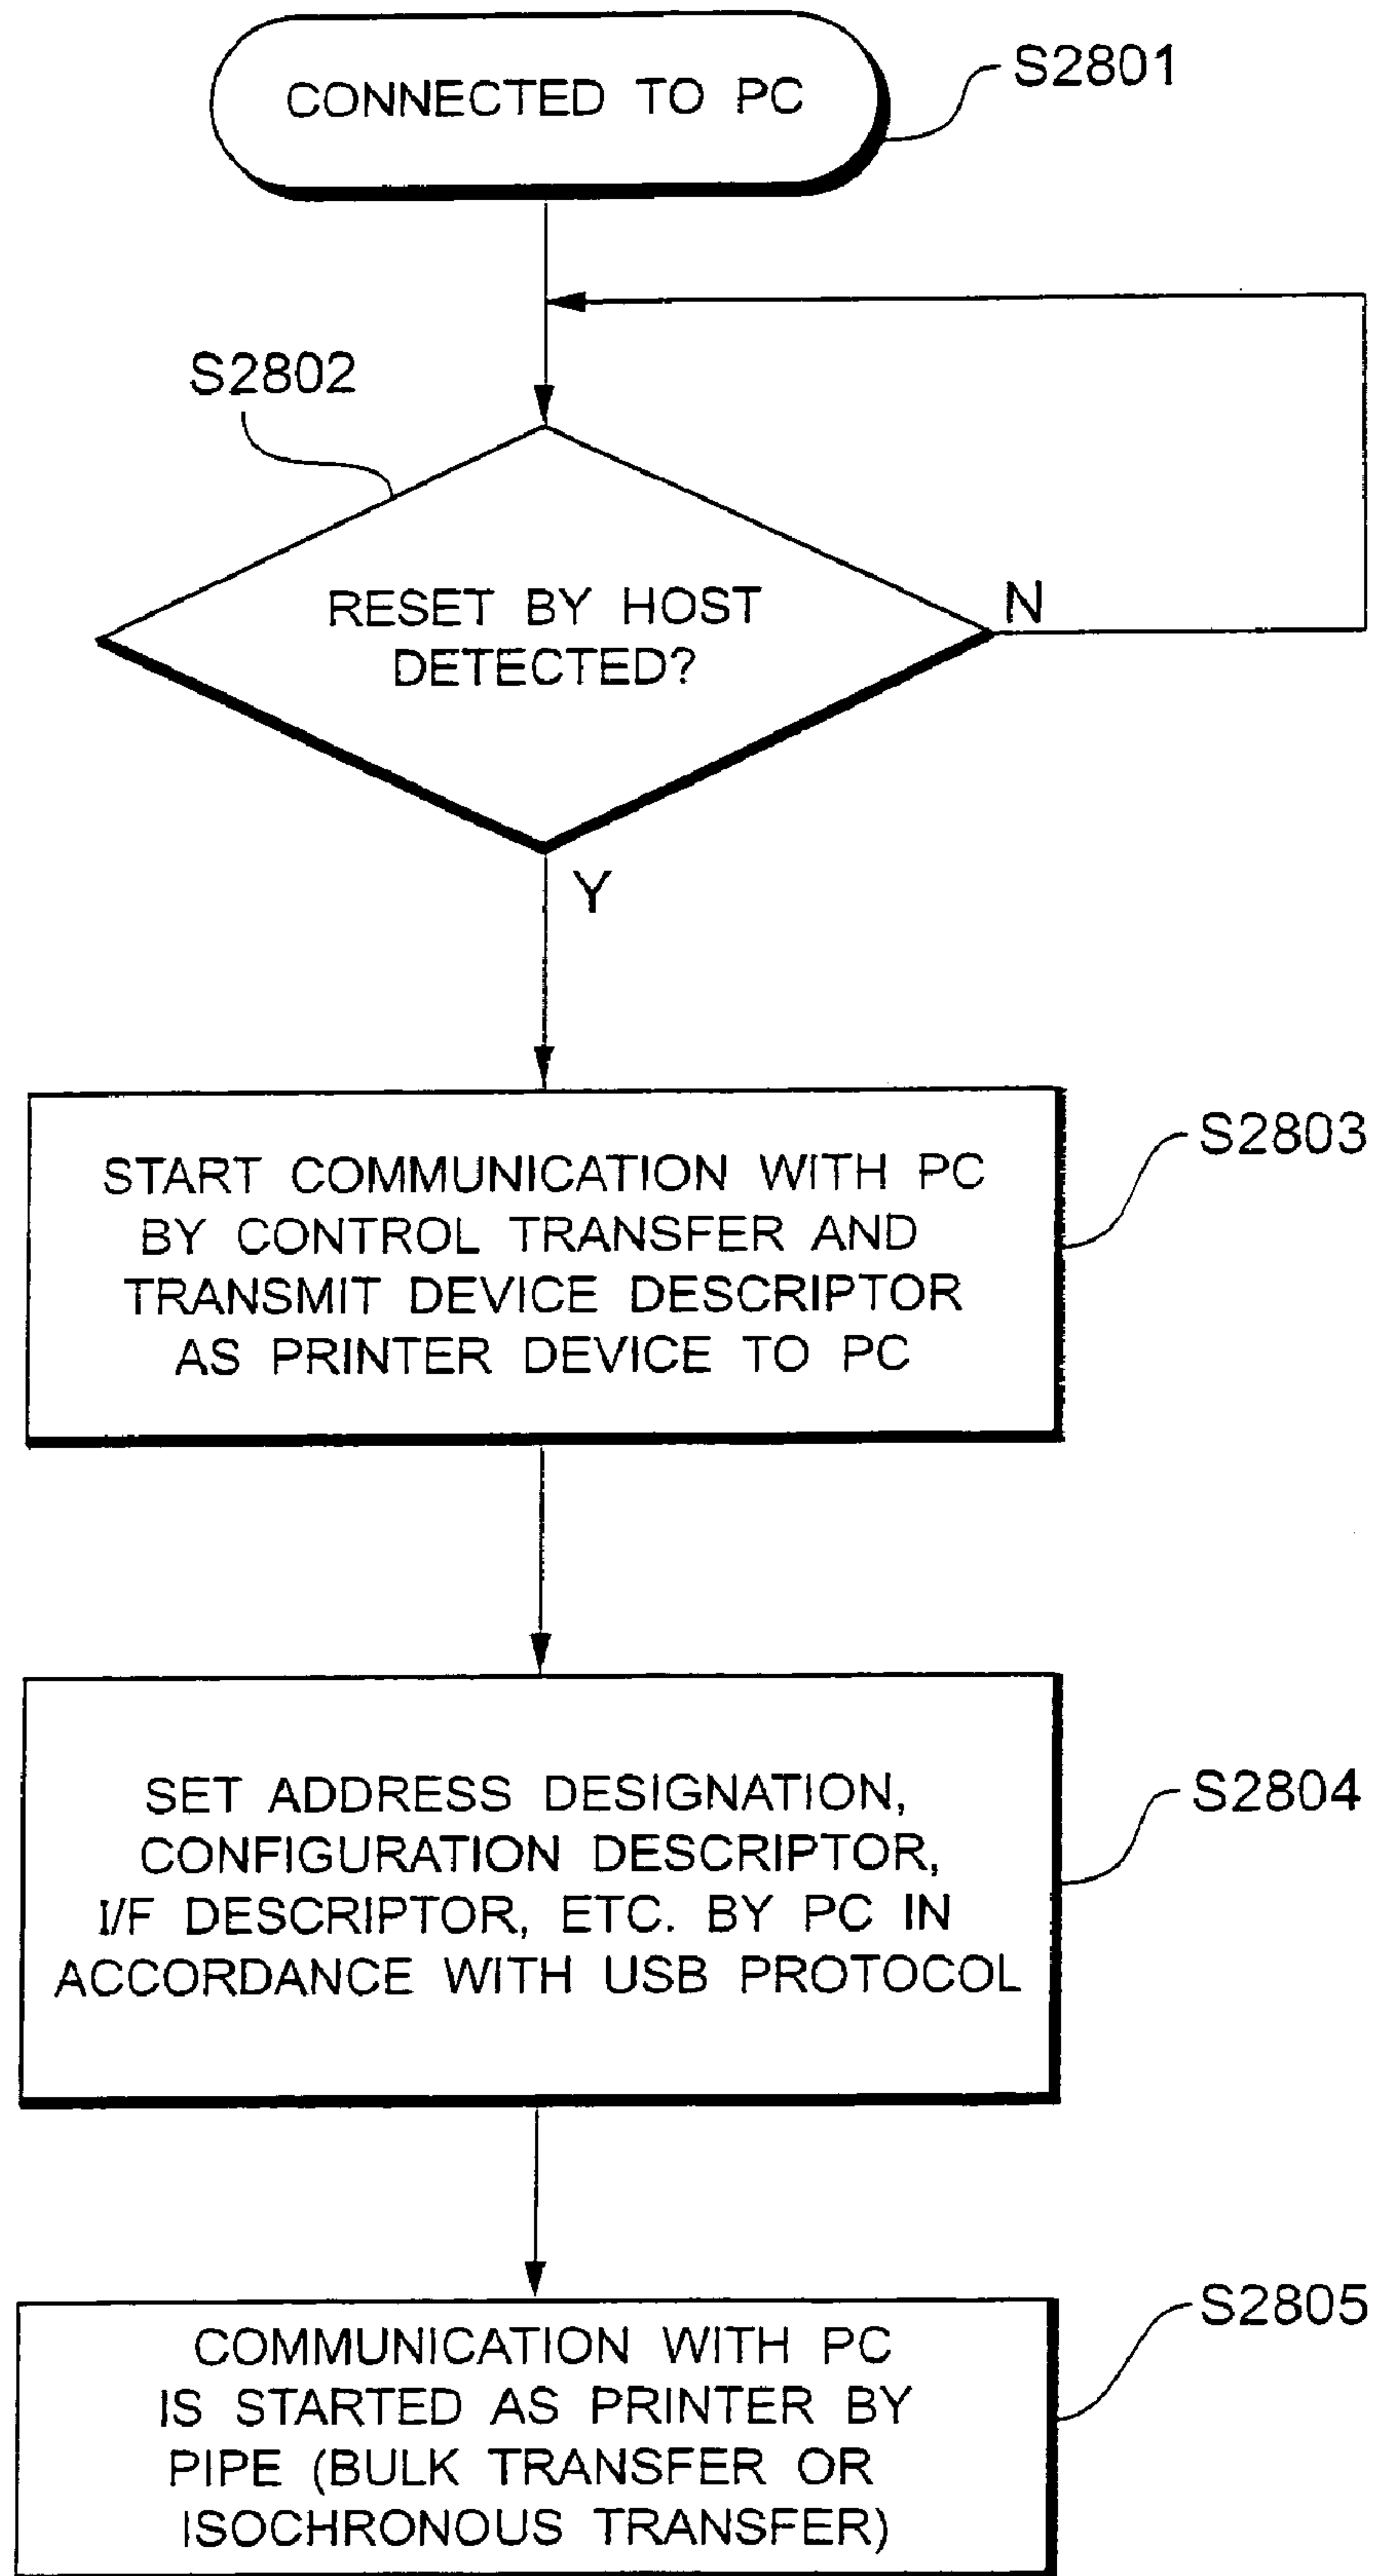 CONNECTED TO PC
S2801
S2802
RESET BY HOST
DETECTED?
N
Y
START COMMUNICATION WITH PC
BY CONTROL TRANSFER AND
TRANSMIT DEVICE DESCRIPTOR
AS PRINTER DEVICE TO PC
S2803
SET ADDRESS DESIGNATION,
CONFIGURATION DESCRIPTOR,
I/F DESCRIPTOR, ETC. BY PC IN
ACCORDANCE WITH USB PROTOCOL
S2804
COMMUNICATION WITH PC
IS STARTED AS PRINTER BY
PIPE (BULK TRANSFER OR
ISOCHRONOUS TRANSFER)
S2805